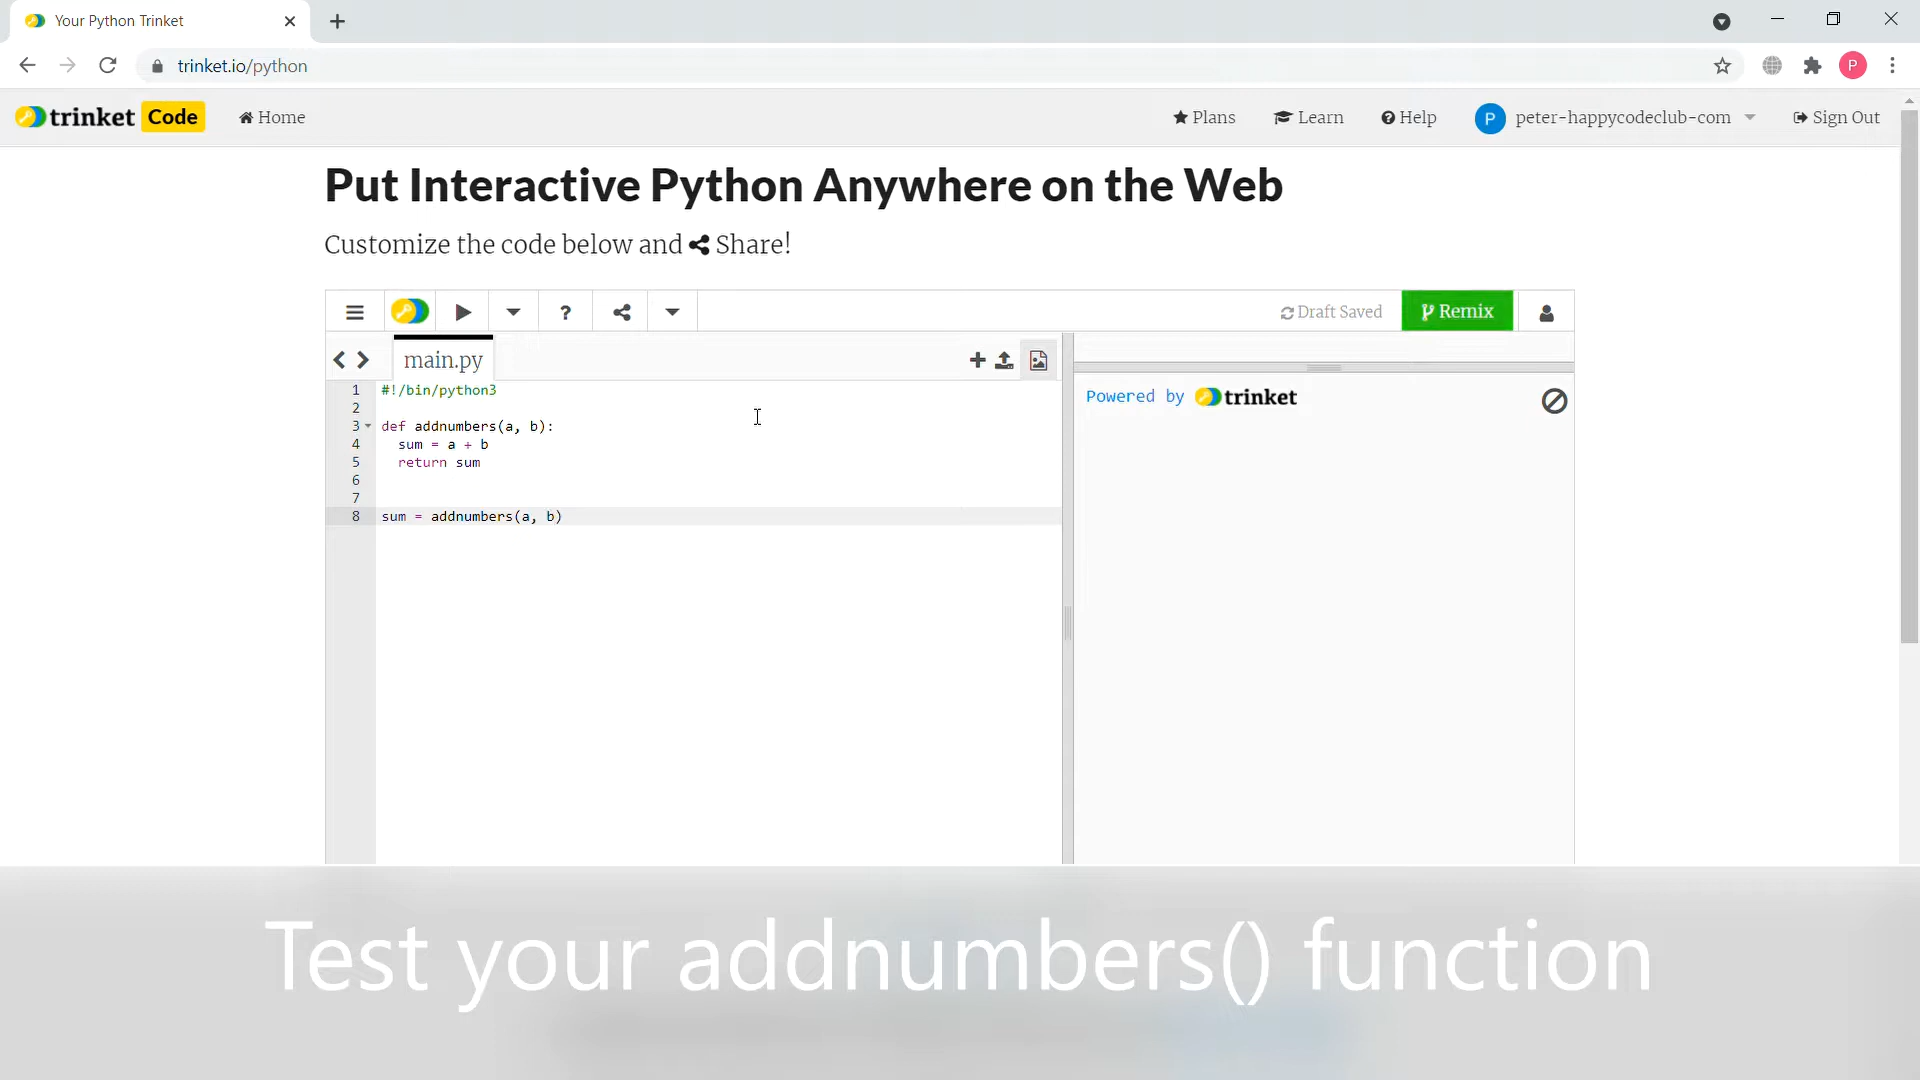 Your Python Trinket
trinket.io/python
P
trinket Code
Home
Plans
Learn
Help
P
peter-happycodeclub-com
Sign Out
Put Interactive Python Anywhere on the Web
Customize the code below and Share!
?
Draft Saved
Remix
main.py
Powered by trinket
1 #!/bin/python3
2
3 def addnumbers(a, b):
4 sum = a + b
5 return sum
6
7
8 sum = addnumbers(a, b)
Test your addnumbers() function